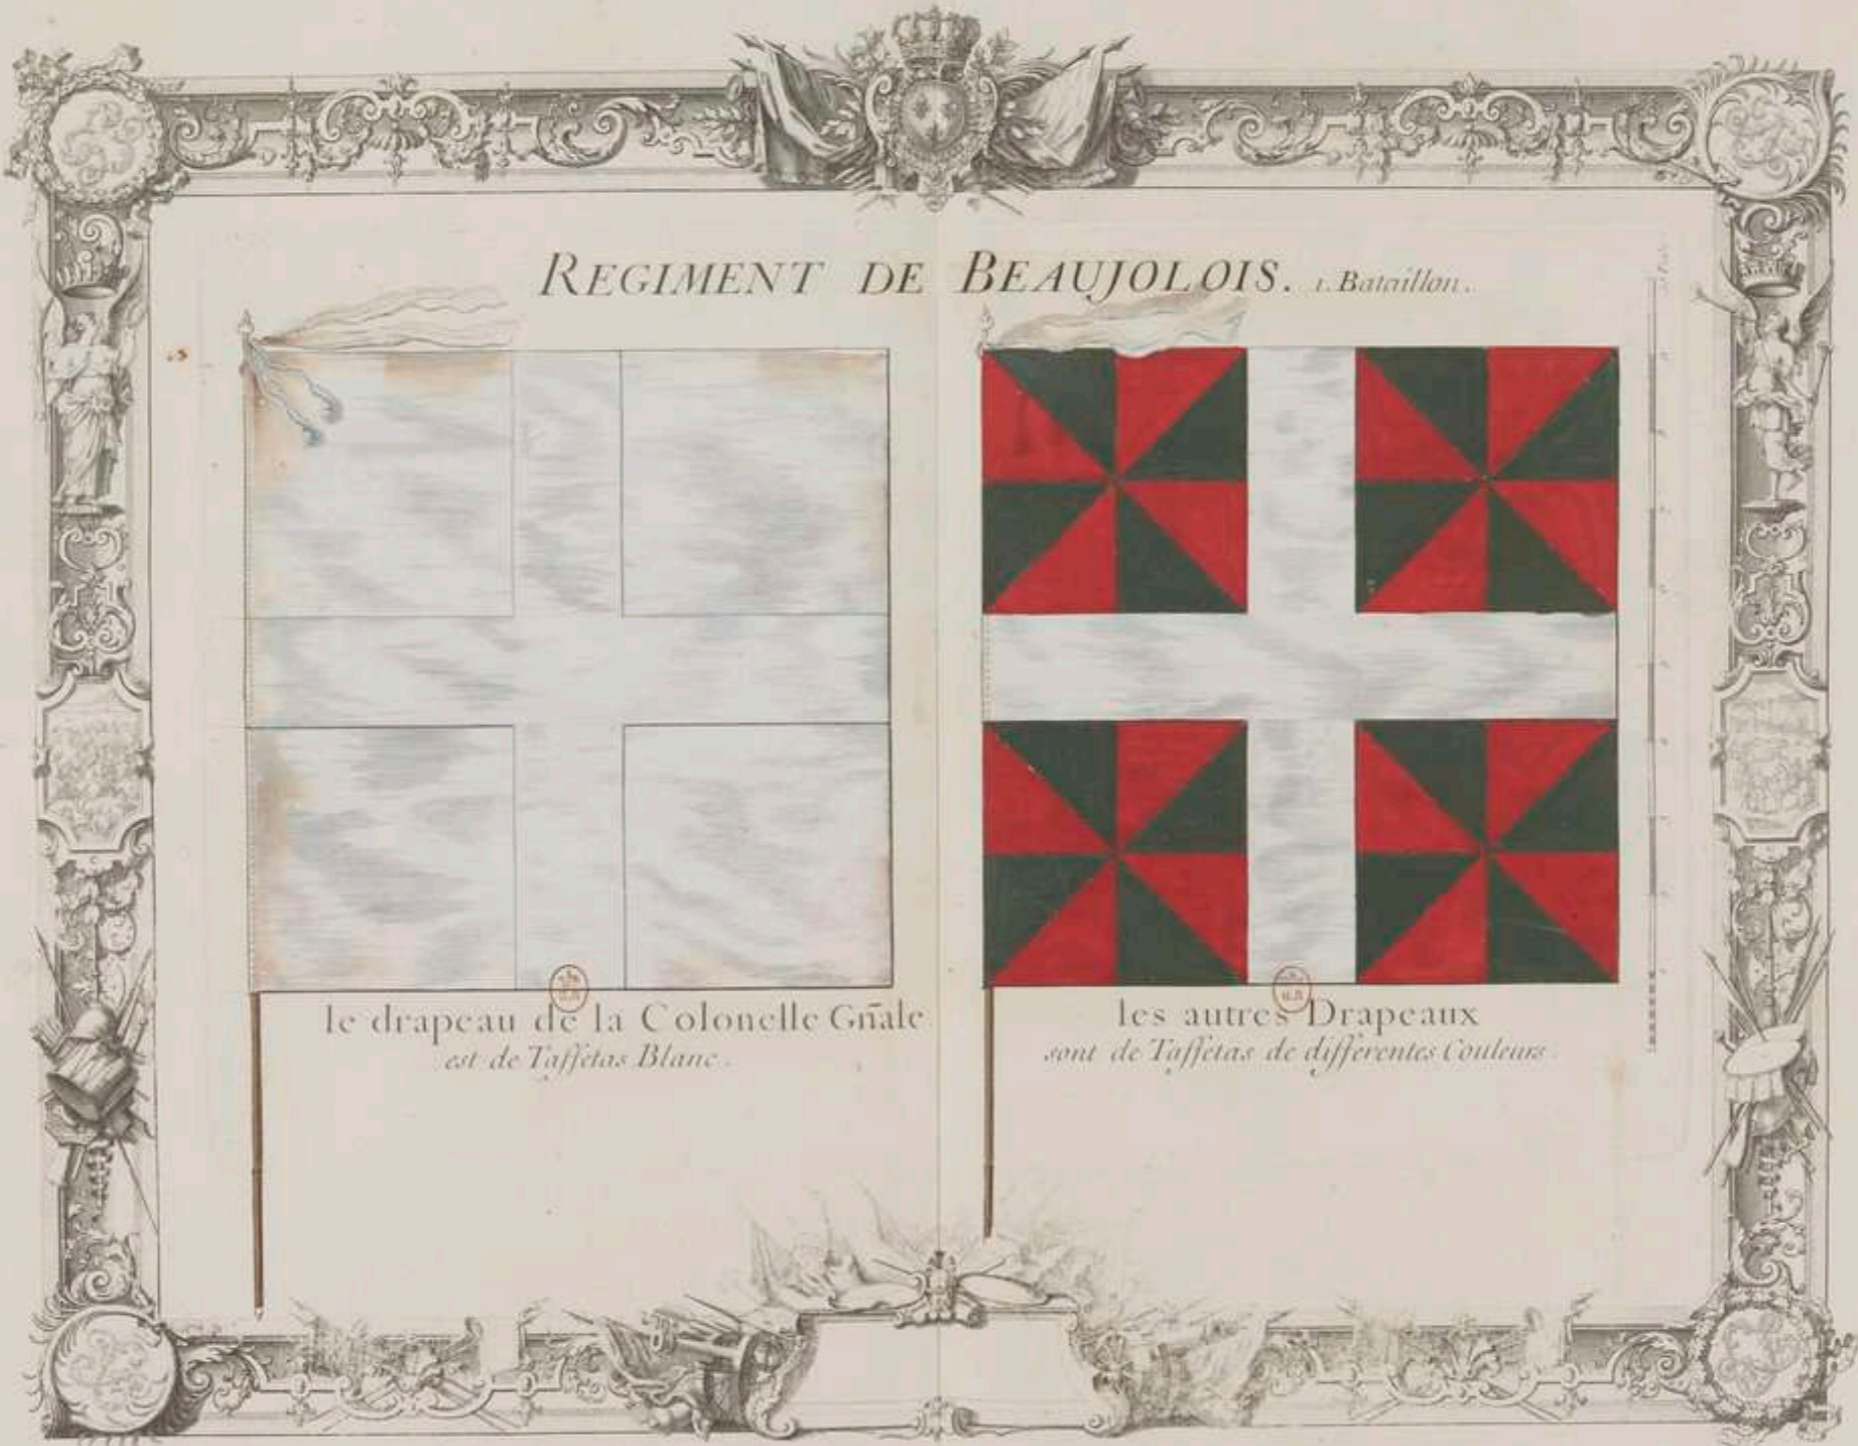 REGIMENT DE BEAUJOLOIS. 1. Bataillon.
le drapeau de la Colonelle Gñale
est de Taffetas Blanc.
les autres Drapeaux
sont de Taffetas de differentes Couleurs.